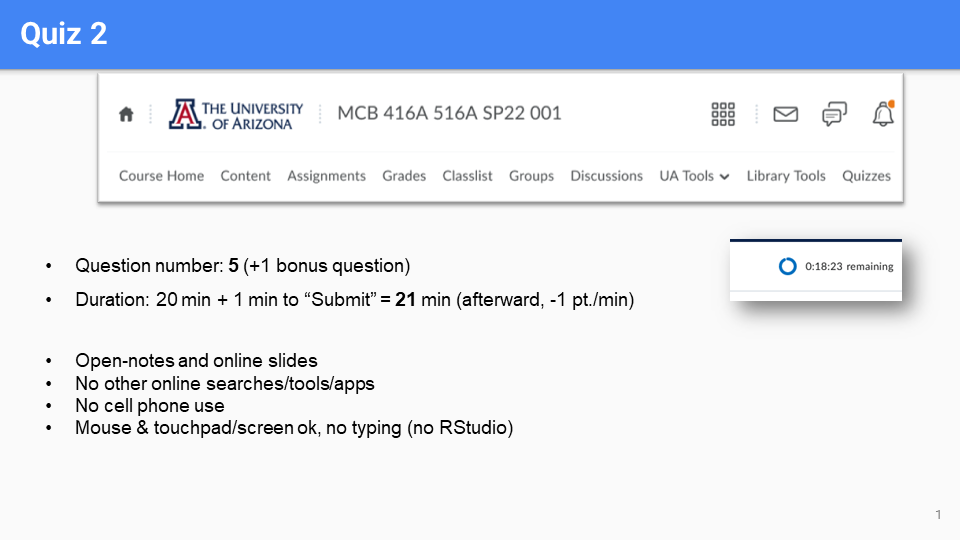 Quiz 2
THE UNIVERSITY
OF ARIZONA
MCB 416A 516A SP22 001
Course Home Content Assignments Grades Classlist Groups Discussions UA Tools Library Tools Quizzes
• Question number: 5 (+1 bonus question)
0:18:23 remaining
• Duration: 20 min + 1 min to “Submit” = 21 min (afterward, -1 pt./min)
• Open-notes and online slides
• No other online searches/tools/apps
• No cell phone use
• Mouse & touchpad/screen ok, no typing (no RStudio)
1